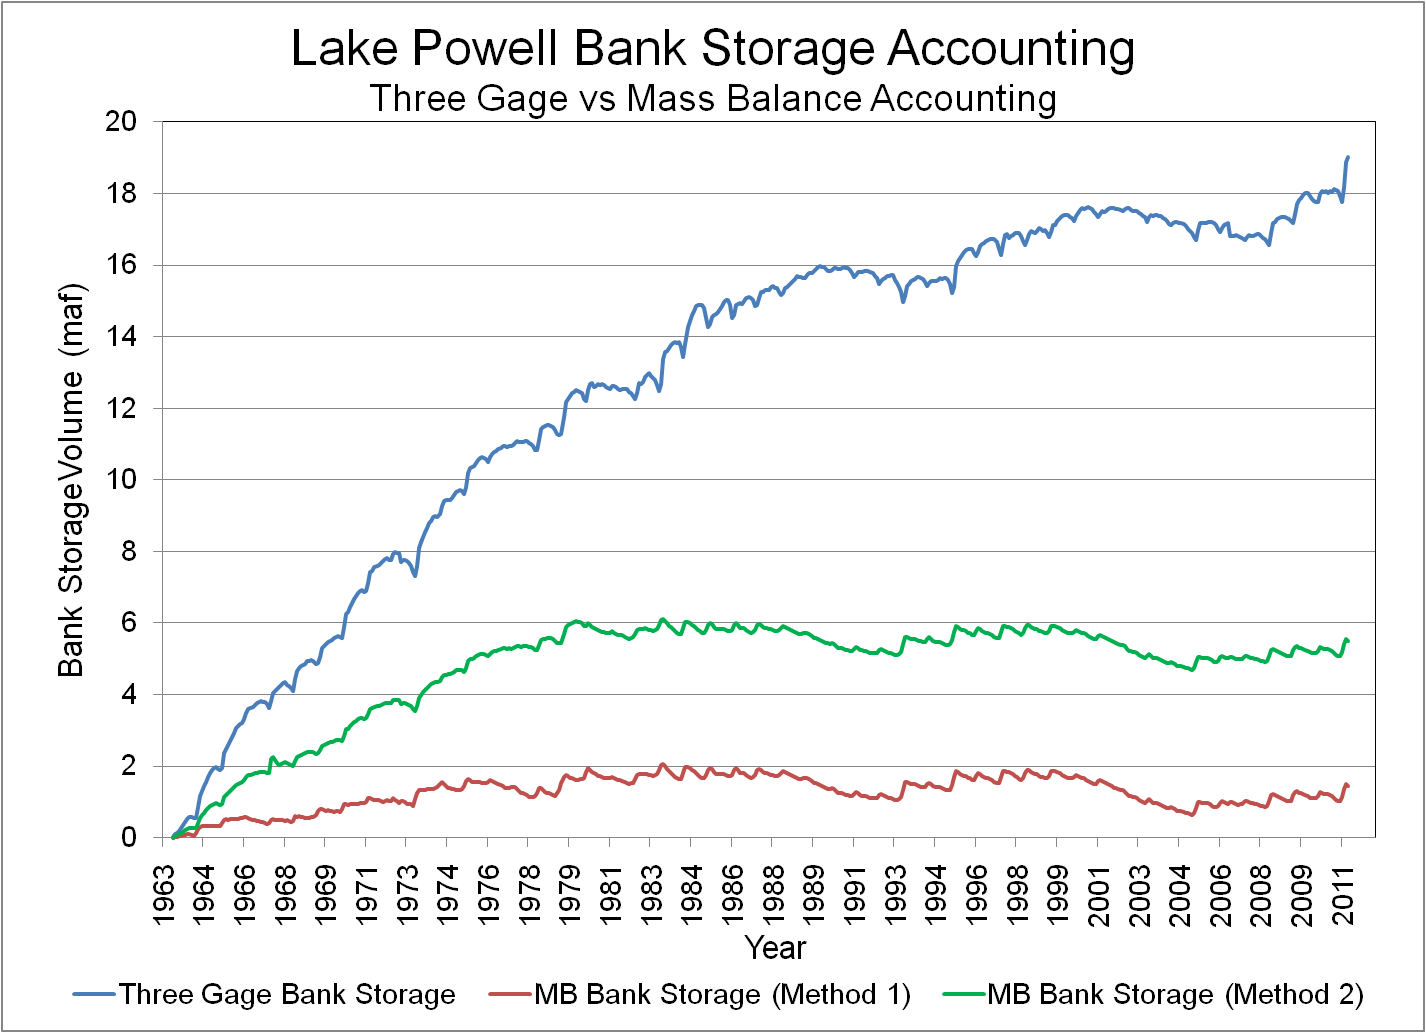 Lake Powell Bank Storage Accounting
Three Gage vs Mass Balance Accounting
Bank Storage Volume (maf)
20
18
16
14
12
10
8
6
4
2
0
1963 1964 1966 1968 1969 1971 1973 1974 1976 1978 1979 1981 1983 1984 1986 1988 1989 1991 1993 1994 1996 1998 1999 2001 2003 2004 2006 2008 2009 2011
Year
Three Gage Bank Storage MB Bank Storage (Method 1) MB Bank Storage (Method 2)